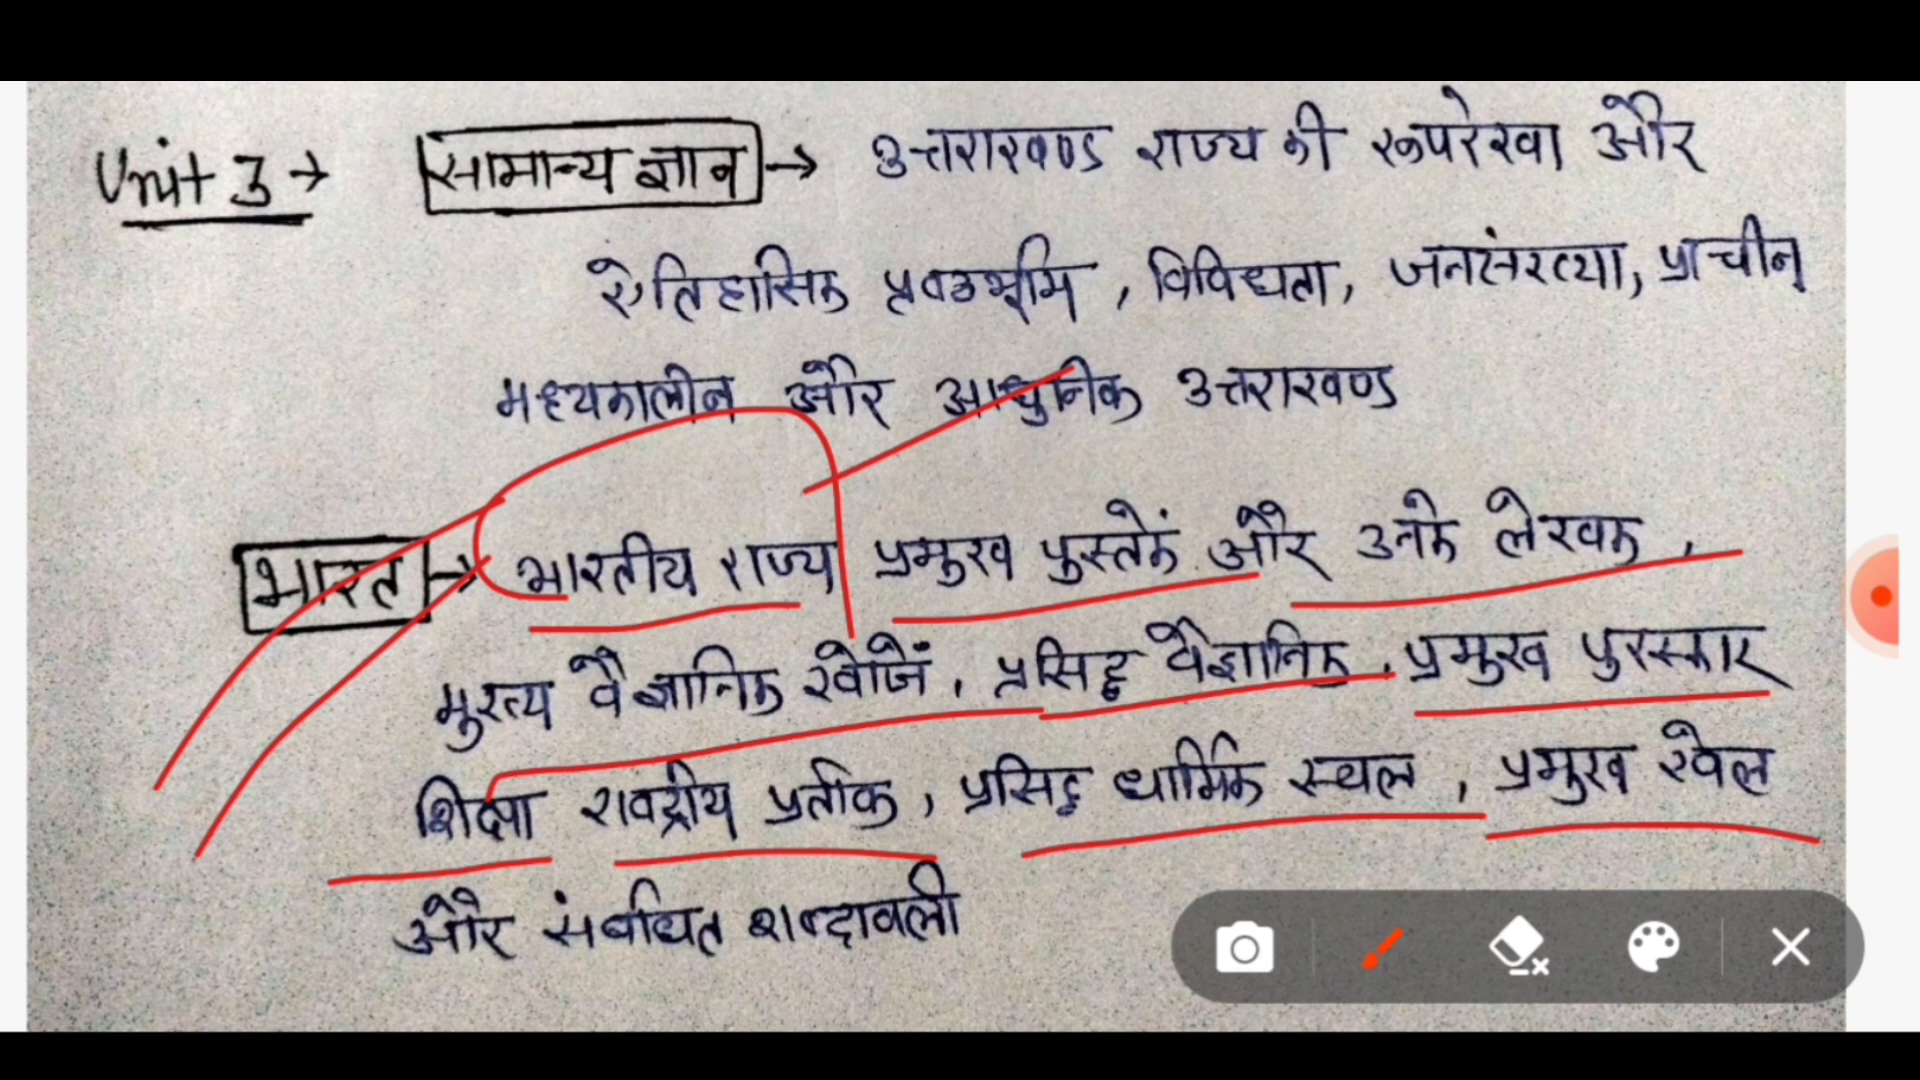 Unit 3 → सामान्य ज्ञान → उत्तराखण्ड राज्य की रूपरेखा और
ऐतिहासिक पृष्ठभूमि, विविधता, जनसंख्या, प्राचीन
मध्यकालीन और आधुनिक उत्तराखण्ड
भारत → भारतीय राज्य प्रमुख पुस्तकें और उनके लेखक,
मुख्य वैज्ञानिक खोजें, प्रसिद्ध वैज्ञानिक, प्रमुख पुरस्कार
शिक्षा राष्ट्रीय प्रतीक, प्रसिद्ध धार्मिक स्थल, प्रमुख खेल
और संबंधित शब्दावली